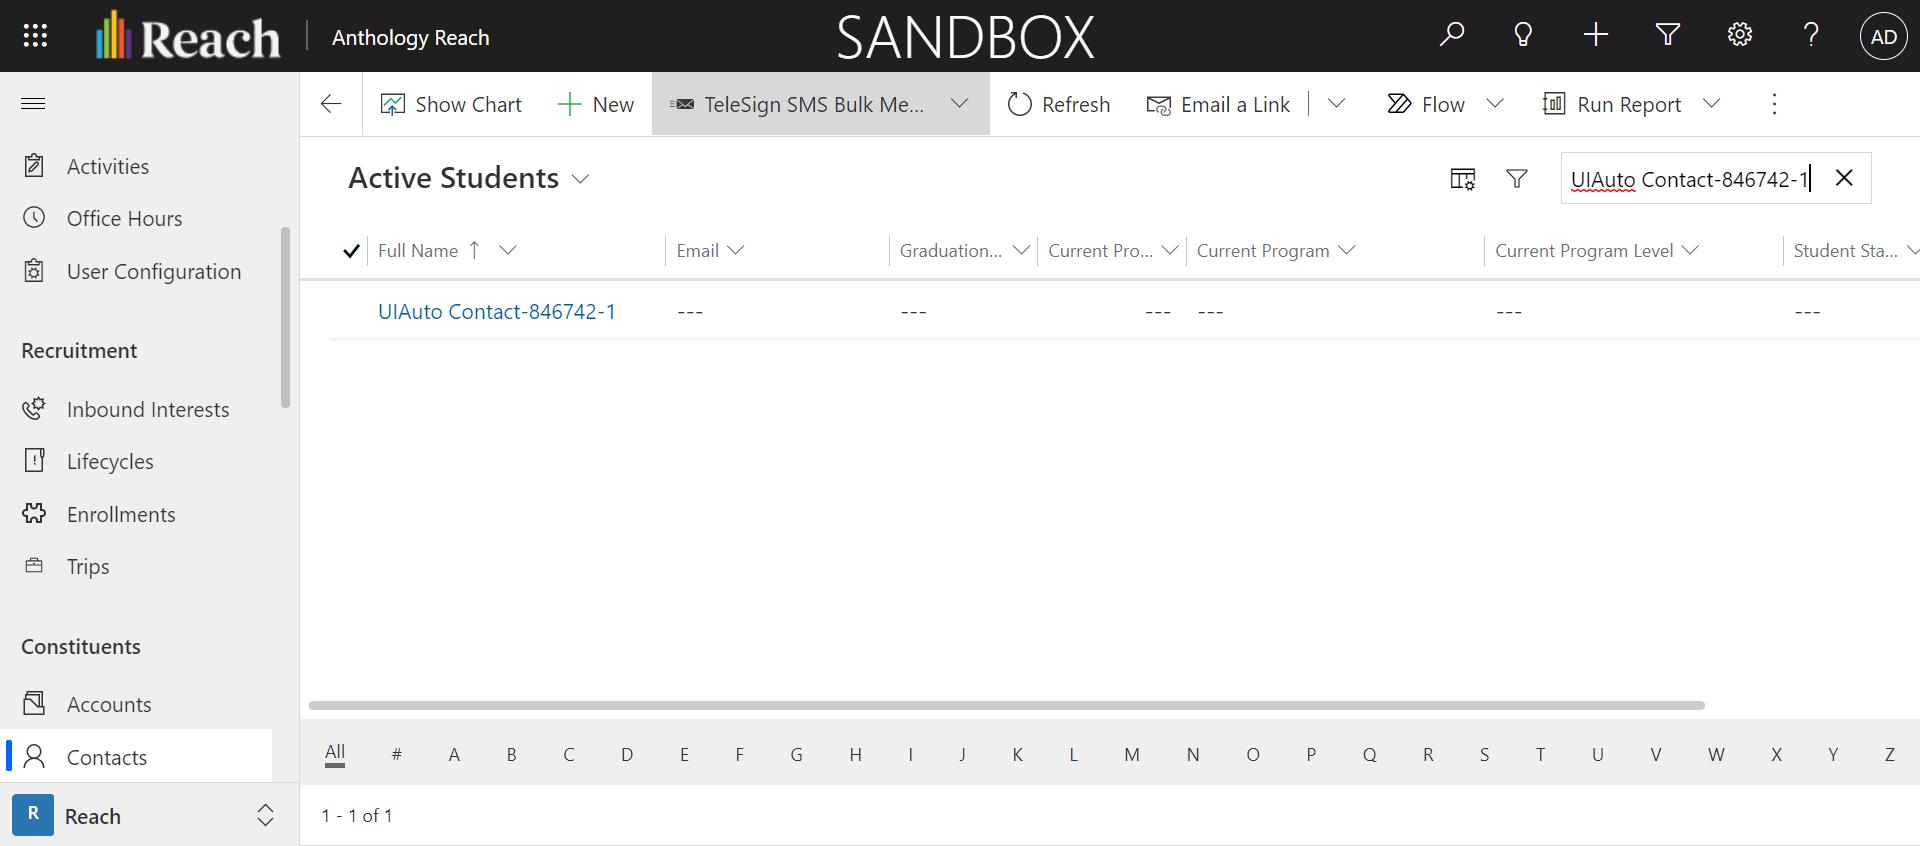 Reach
Anthology Reach
SANDBOX
?
AD
Show Chart
New
TeleSign SMS Bulk Me...
Refresh
Email a Link
Flow
Run Report
Activities
Office Hours
User Configuration
Recruitment
Inbound Interests
Lifecycles
Enrollments
Trips
Constituents
Accounts
Contacts
R Reach
Active Students
UIAuto Contact-846742-1
Full Name ↑ Email Graduation... Current Pro... Current Program Current Program Level Student Sta...
UIAuto Contact-846742-1 --- --- --- --- --- ---
All # A B C D E F G H I J K L M N O P Q R S T U V W X Y Z
1 - 1 of 1